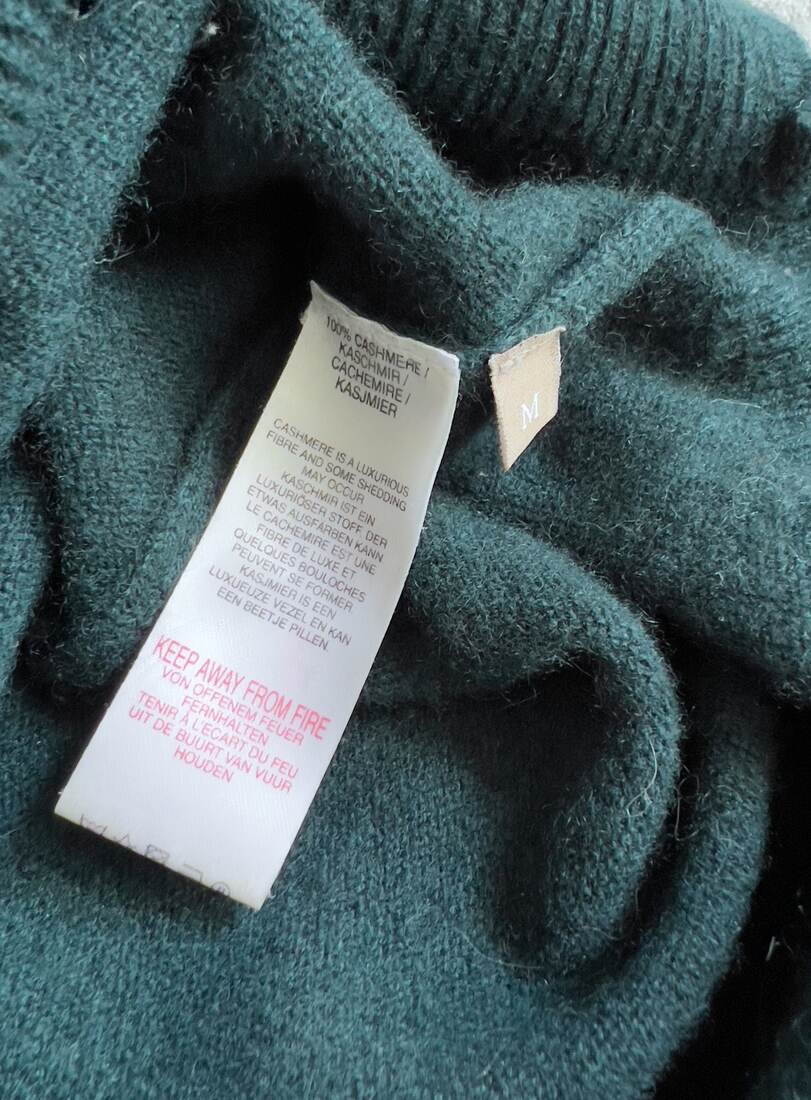 100% CASHMERE /
KASCHMIR /
CACHEMIRE /
KASJMIER
CASHMERE IS A LUXURIOUS
FIBRE AND SOME SHEDDING
MAY OCCUR
KASCHMIR IST EIN
LUXURIÖSER STOFF, DER
ETWAS AUSFÄRBEN KANN
LE CACHEMIRE EST UNE
FIBRE DE LUXE ET
QUELQUES BOULOCHES
PEUVENT SE FORMER
KASJMIER IS EEN
LUXUEUZE VEZEL EN KAN
EEN BEETJE PILLEN.
KEEP AWAY FROM FIRE
VON OFFENEM FEUER
FERNHALTEN
TENIR À L'ECART DU FEU
UIT DE BUURT VAN VUUR
HOUDEN
M